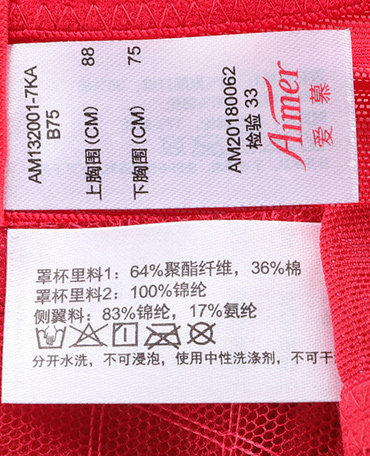 AM132001-7KA
B75
上胸围(CM) 88
下胸围(CM) 75
AM20180062
检验 33
Aimer
爱慕
罩杯里料1：64%聚酯纤维，36%棉
罩杯里料2：100%锦纶
侧翼料：83%锦纶，17%氨纶
分开水洗，不可浸泡，使用中性洗涤剂，不可干